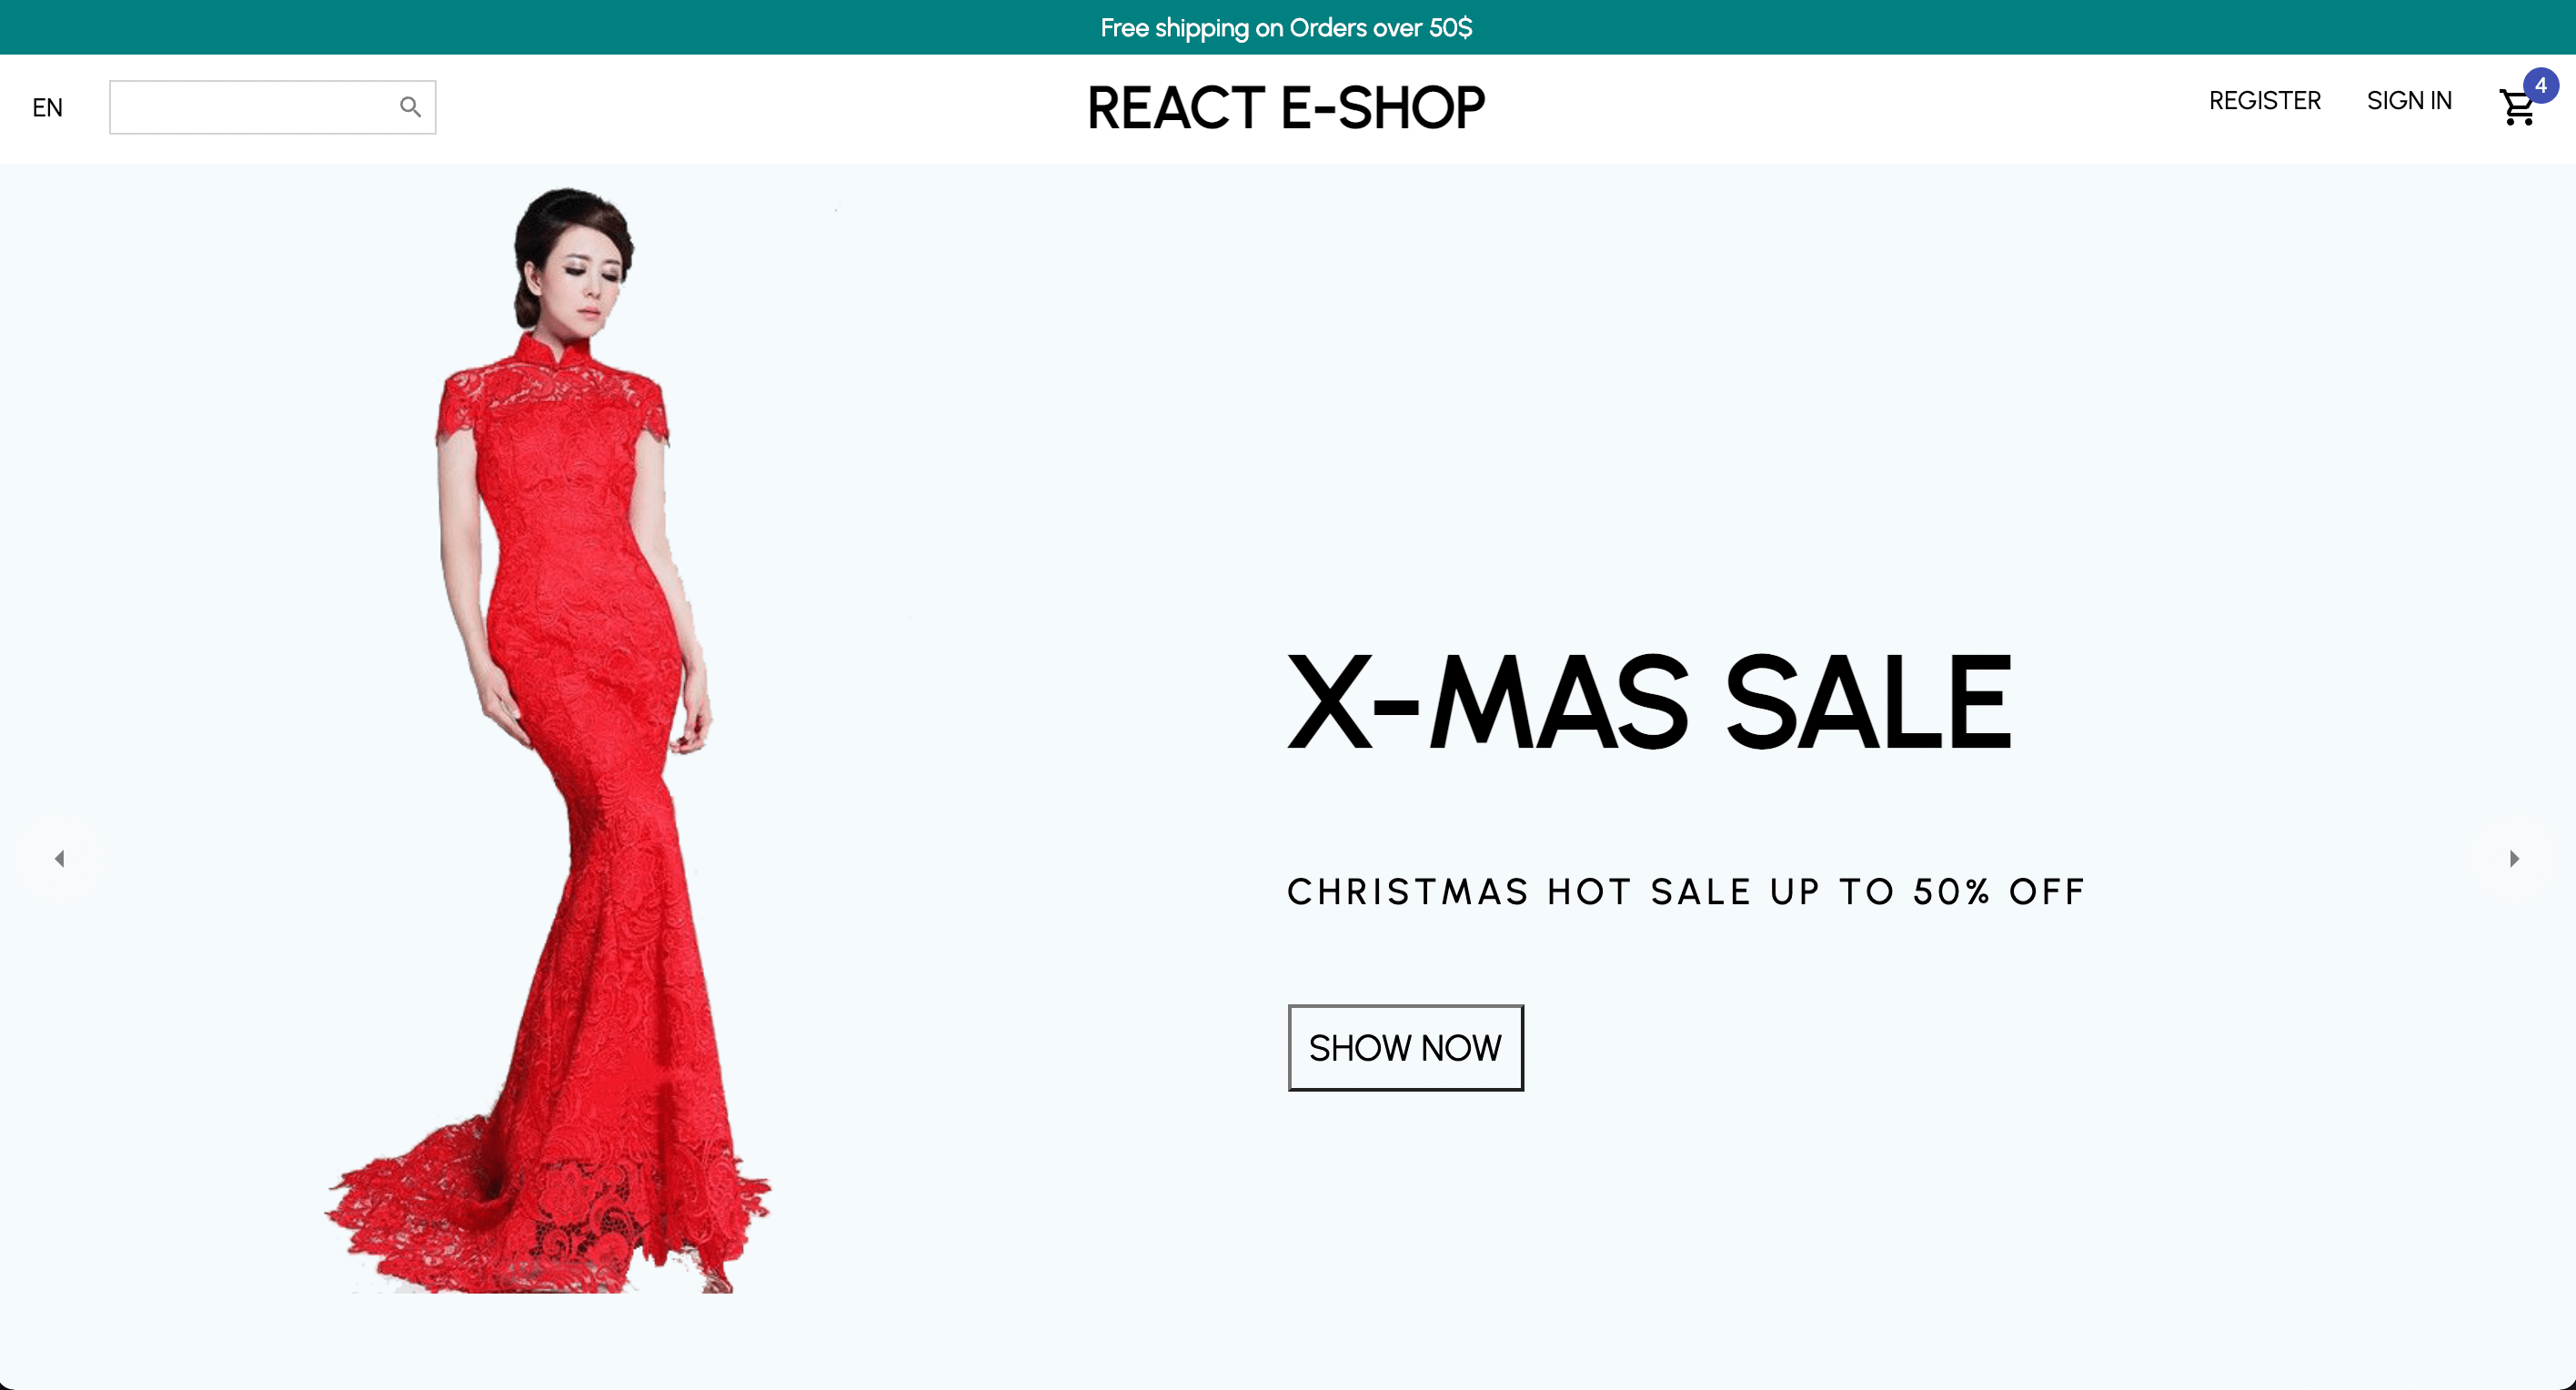 Free shipping on Orders over 50$
EN
REACT E-SHOP
REGISTER
SIGN IN
4
X-MAS SALE
CHRISTMAS HOT SALE UP TO 50% OFF
SHOW NOW